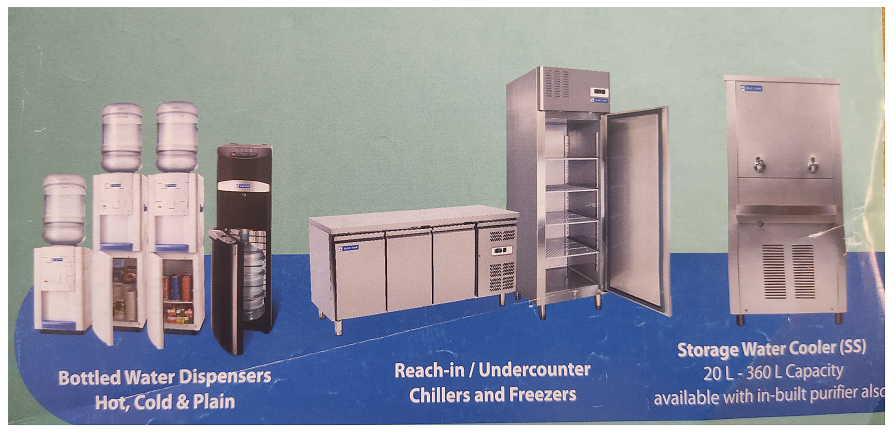 Bottled Water Dispensers
Hot, Cold & Plain
Reach-in / Undercounter
Chillers and Freezers
Storage Water Cooler (SS)
20 L - 360 L Capacity
available with in-built purifier also